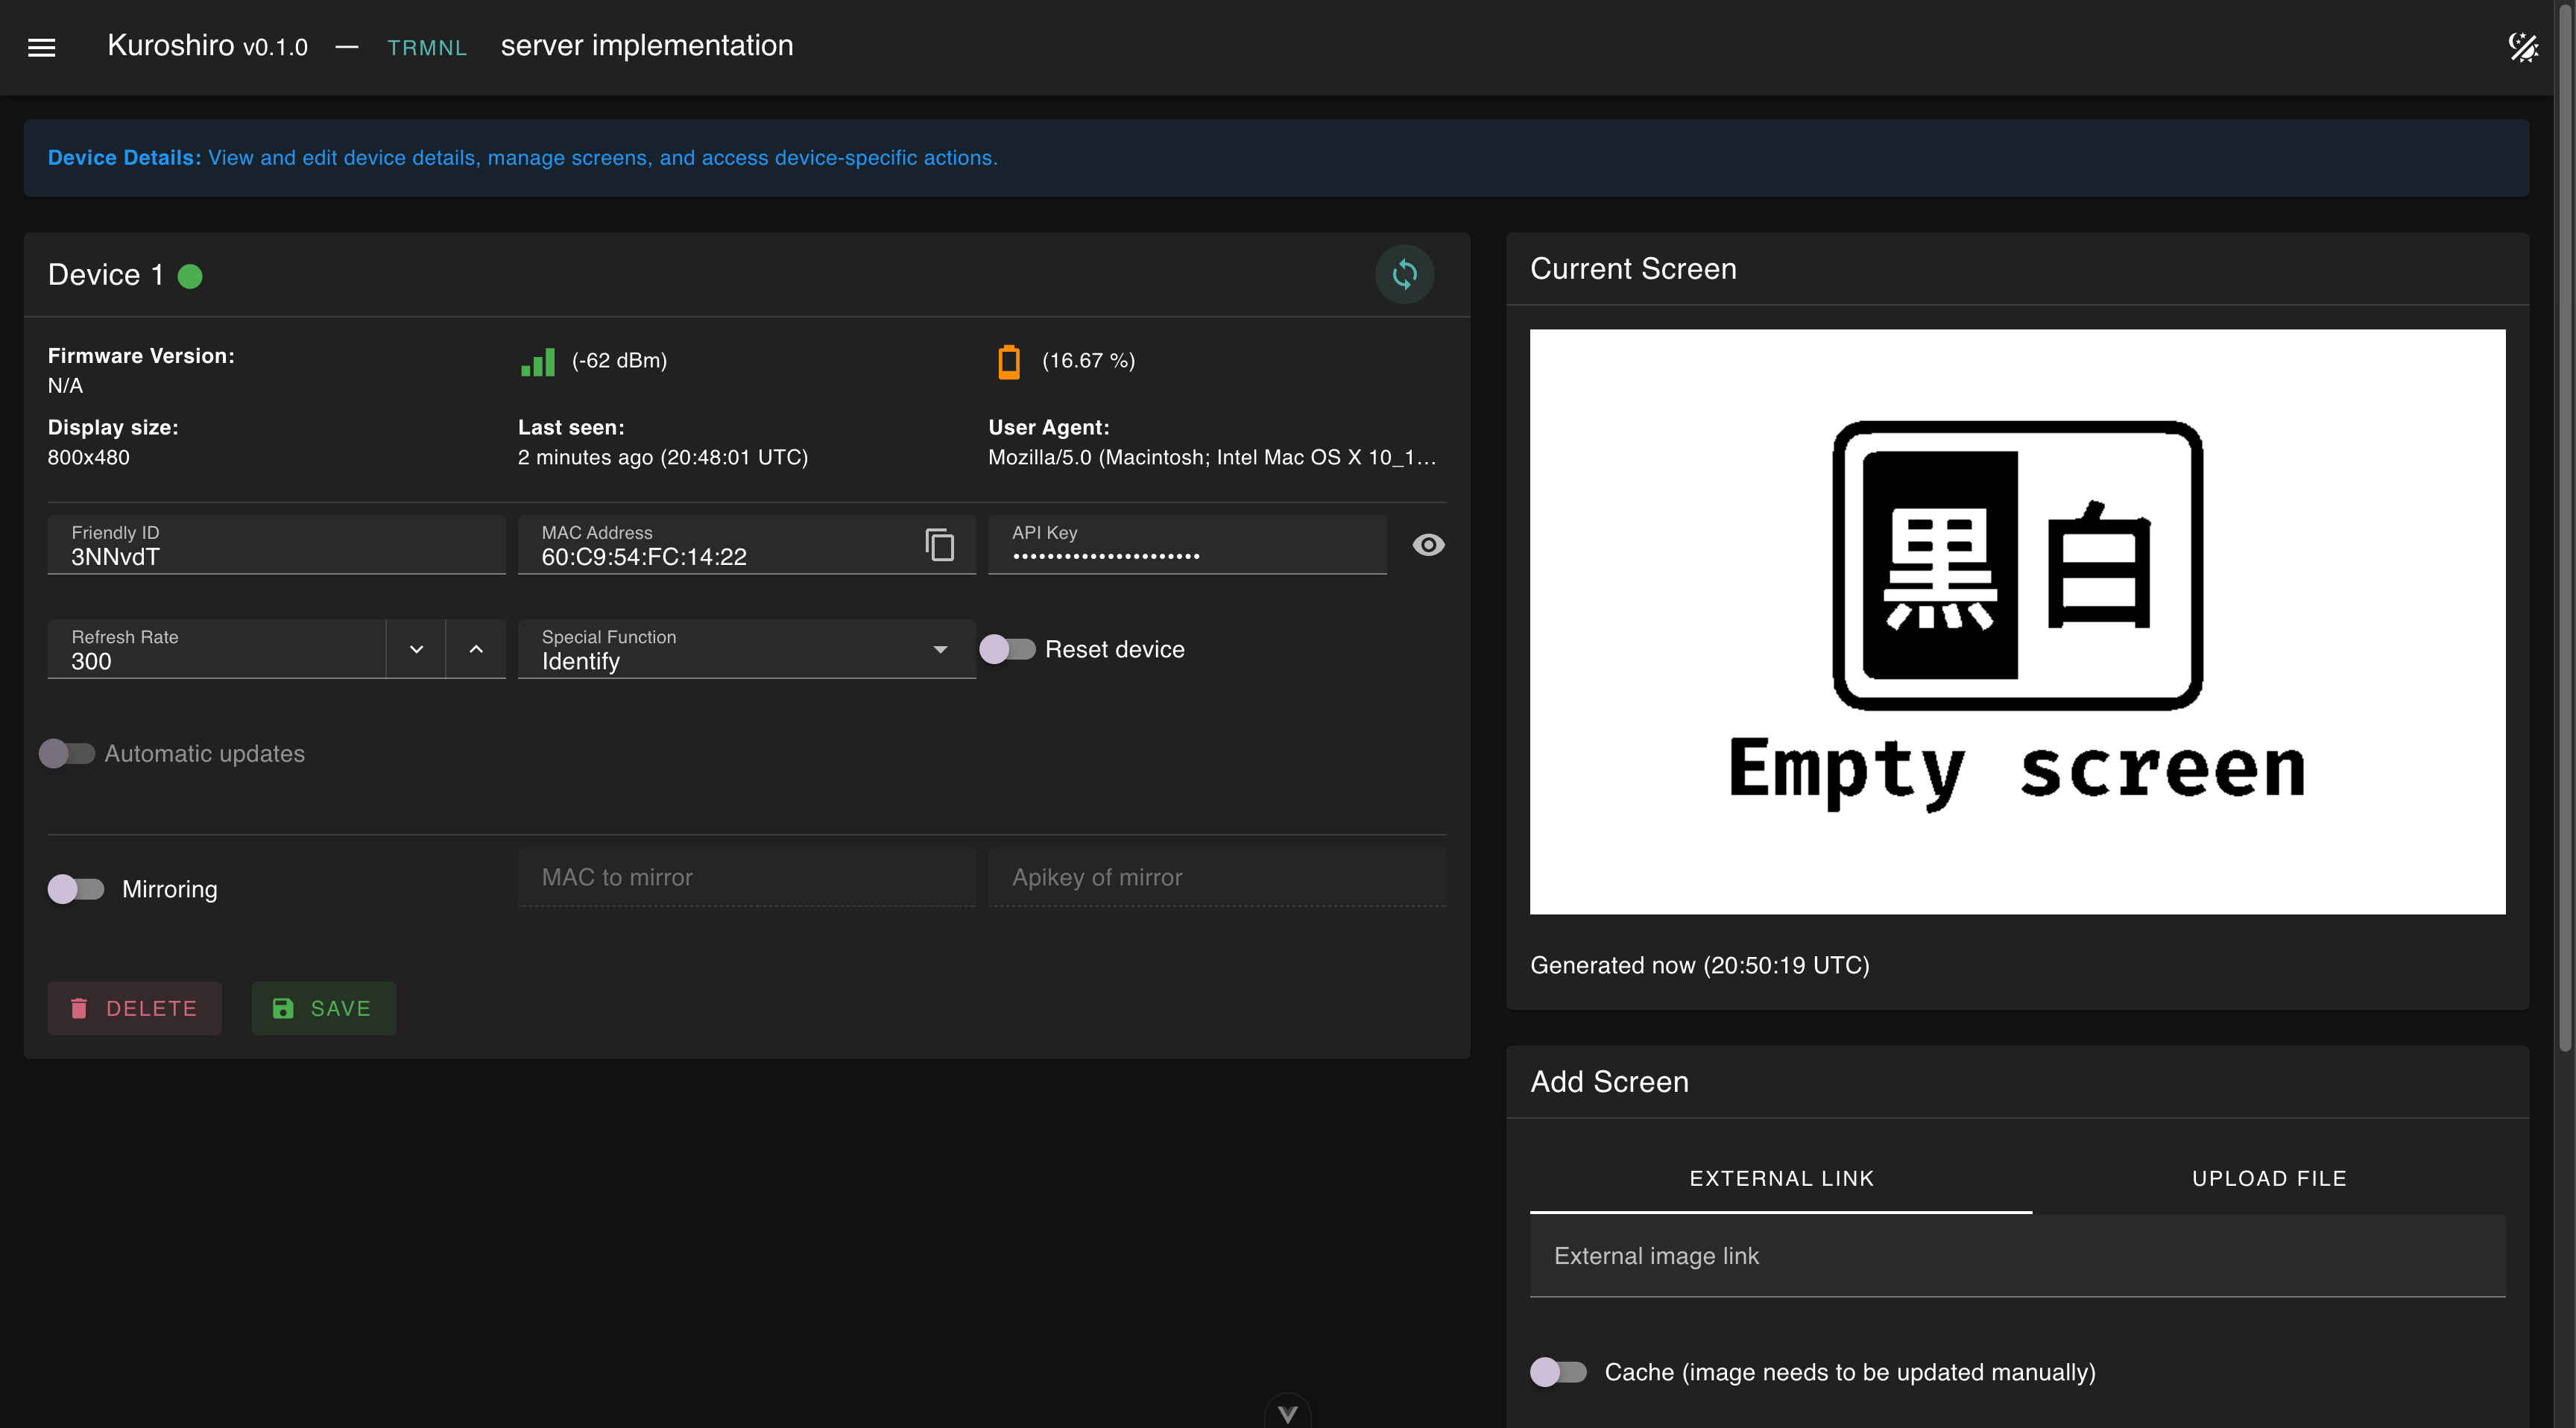 Kuroshiro v0.1.0 — TRMNL server implementation
Device Details: View and edit device details, manage screens, and access device-specific actions.
Device 1
Firmware Version:
N/A
(-62 dBm)
(16.67 %)
Display size:
800x480
Last seen:
2 minutes ago (20:48:01 UTC)
User Agent:
Mozilla/5.0 (Macintosh; Intel Mac OS X 10_1...
Friendly ID
3NNvdT
MAC Address
60:C9:54:FC:14:22
API Key
••••••••••••••••••••••
Refresh Rate
300
Special Function
Identify
Reset device
Automatic updates
Mirroring
MAC to mirror
Apikey of mirror
DELETE
SAVE
Current Screen
黒白
Empty screen
Generated now (20:50:19 UTC)
Add Screen
EXTERNAL LINK
UPLOAD FILE
External image link
Cache (image needs to be updated manually)